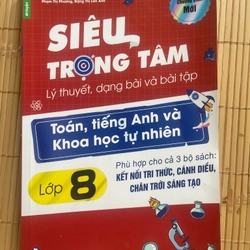 Phạm Thị Phương, Đặng Thị Lan Anh
Mới
SIÊU
TRỌNG TÂM
Lý thuyết, dạng bài và bài tập
Toán, tiếng Anh và
Khoa học tự nhiên
Lớp 8
Phù hợp cho cả 3 bộ sách:
KẾT NỐI TRI THỨC, CÁNH DIỀU,
CHÂN TRỜI SÁNG TẠO